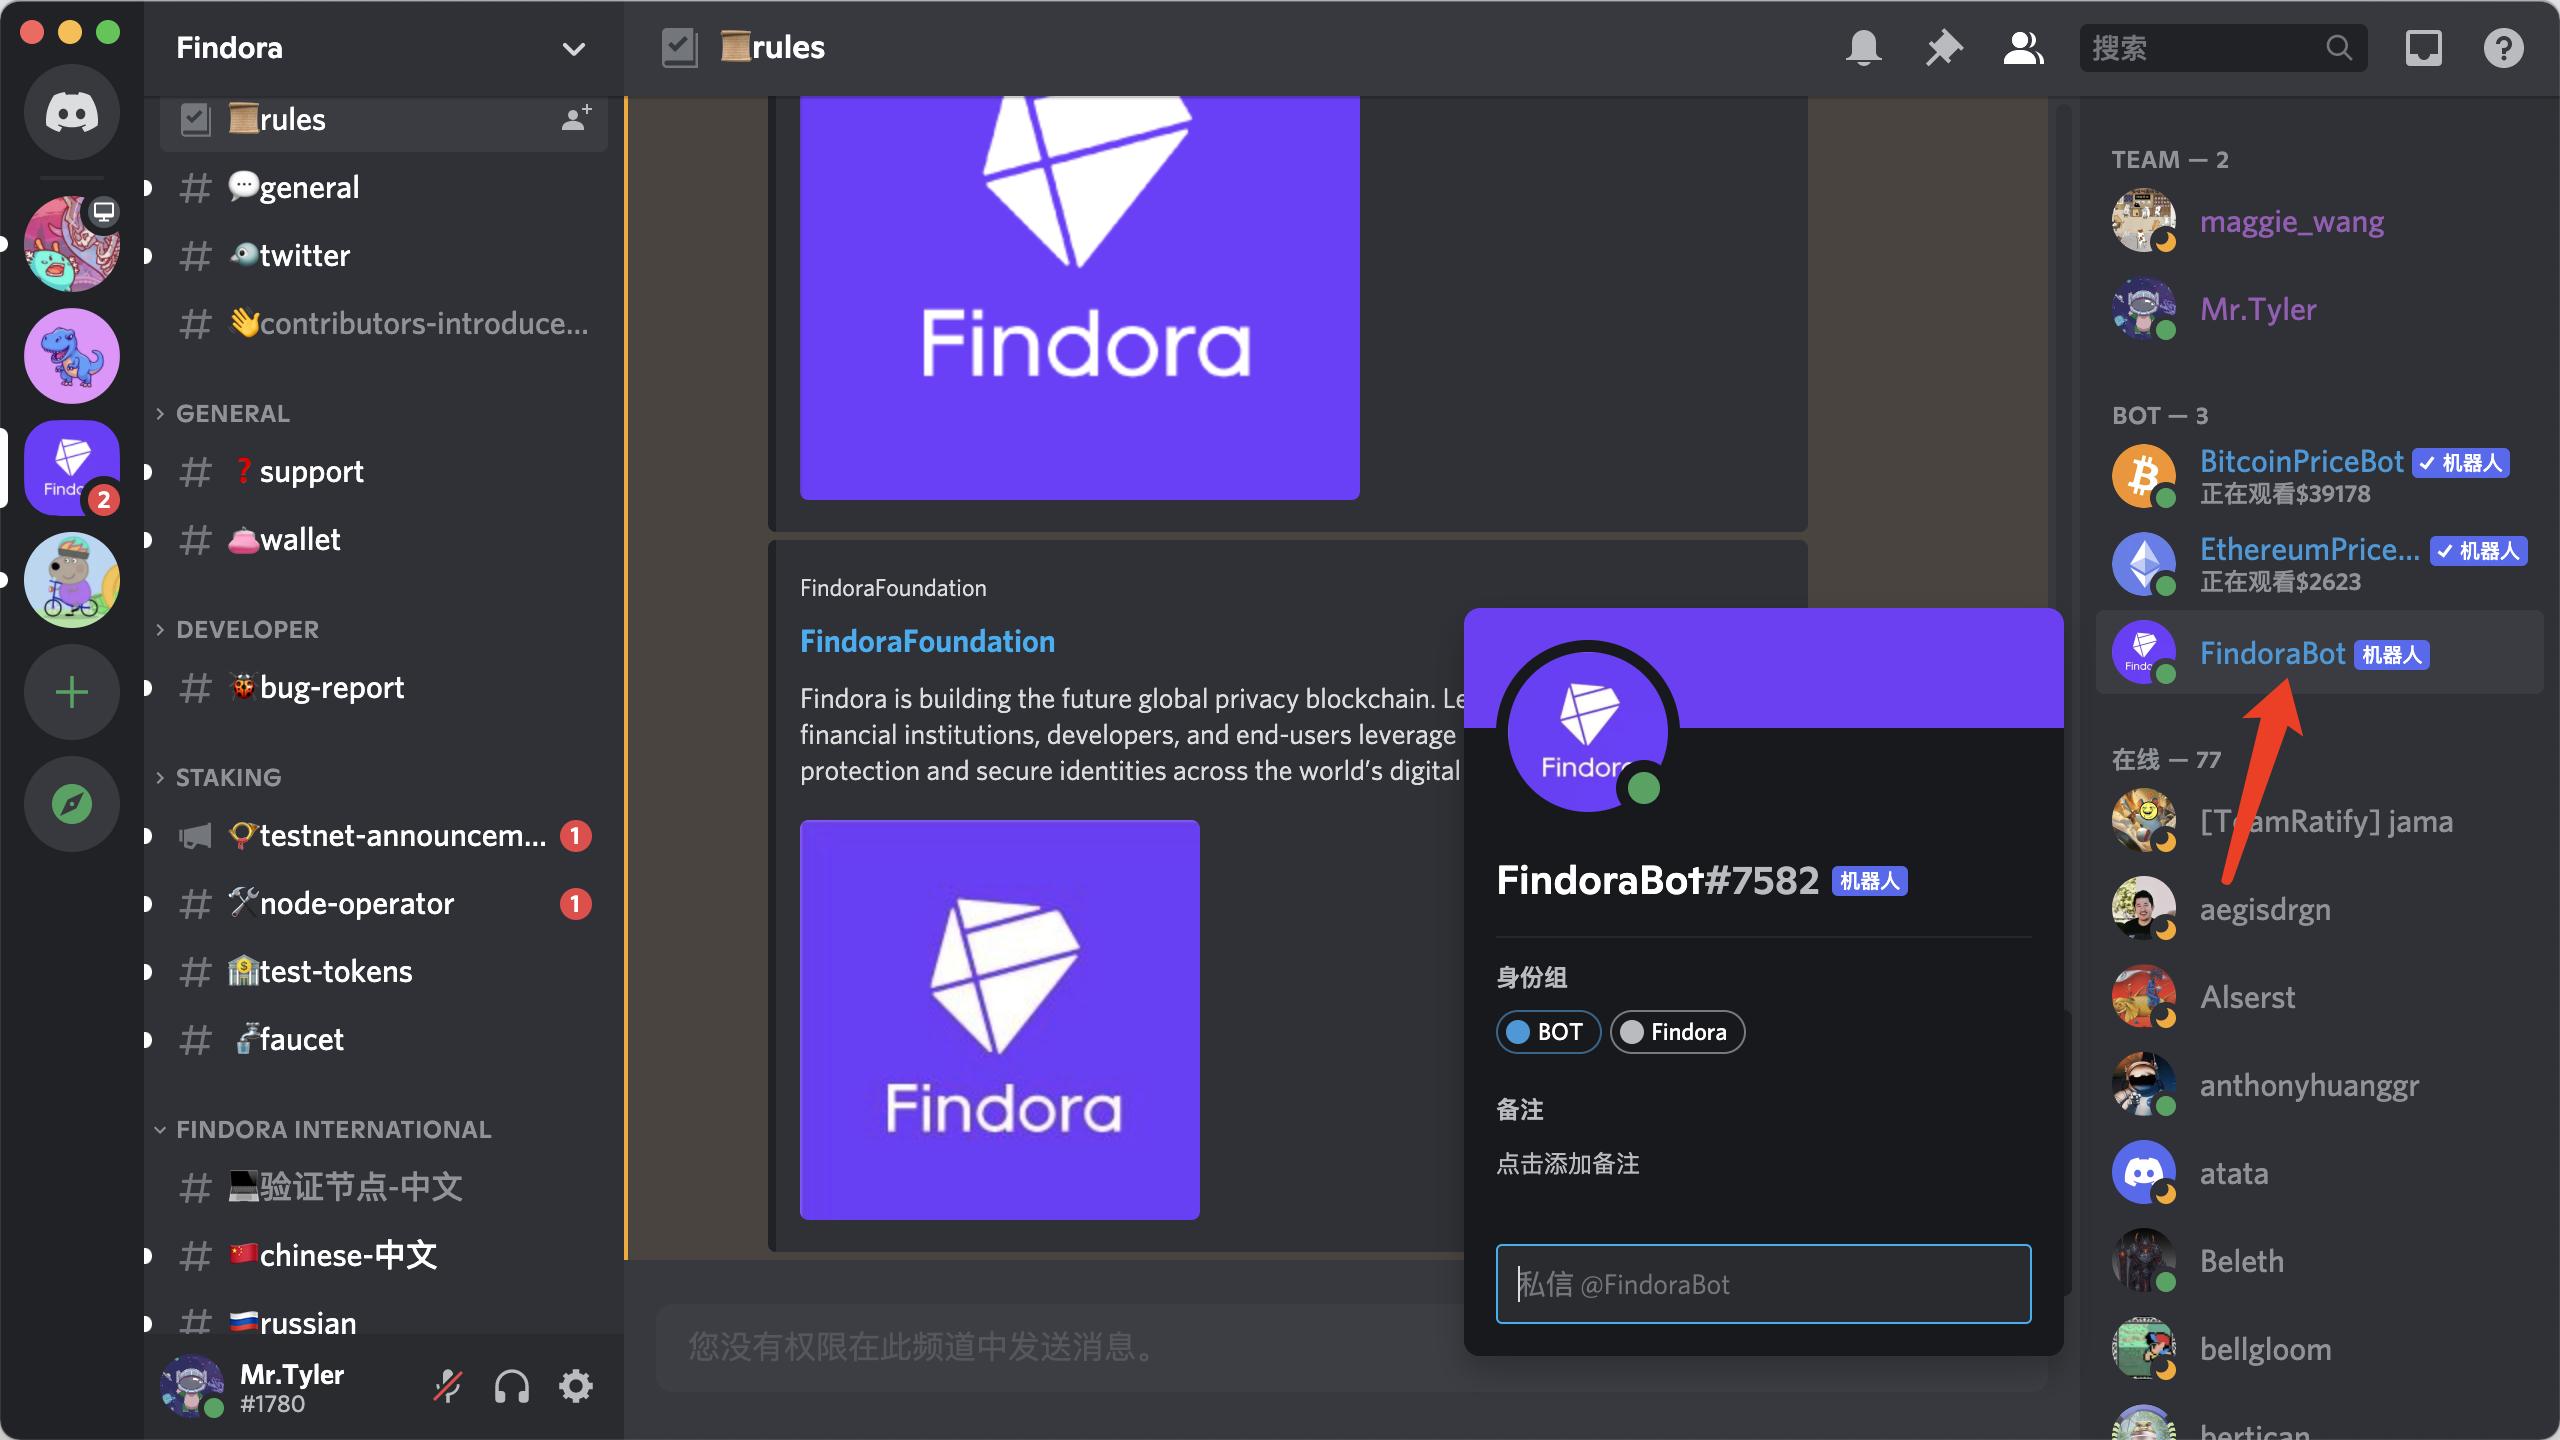 Findora
rules
搜索
rules
general
twitter
contributors-introduce...
GENERAL
support
wallet
DEVELOPER
bug-report
STAKING
testnet-announcem...
1
node-operator
1
test-tokens
faucet
FINDORA INTERNATIONAL
验证节点-中文
chinese-中文
russian
Mr.Tyler
#1780
2
Findora
FindoraFoundation
FindoraFoundation
Findora is building the future global privacy blockchain. Le
financial institutions, developers, and end-users leverage
protection and secure identities across the world’s digital
Findora
您没有权限在此频道中发送消息。
FindoraBot#7582 机器人
身份组
BOT Findora
备注
点击添加备注
私信 @FindoraBot
TEAM — 2
maggie_wang
Mr.Tyler
BOT — 3
BitcoinPriceBot 机器人
正在观看$39178
EthereumPrice... 机器人
正在观看$2623
FindoraBot 机器人
在线 — 77
[TeamRatify] jama
aegisdrgn
Alserst
anthonyhuanggr
atata
Beleth
bellgloom